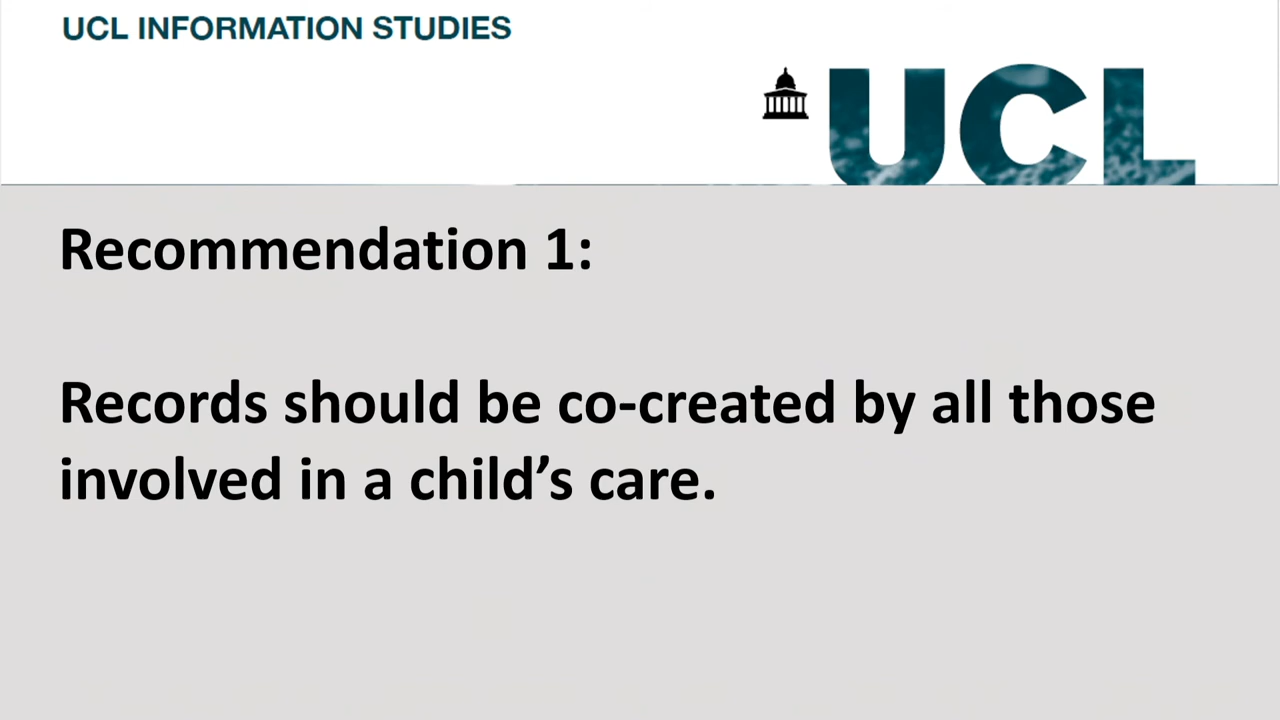 UCL INFORMATION STUDIES
UCL
Recommendation 1:
Records should be co-created by all those
involved in a child’s care.